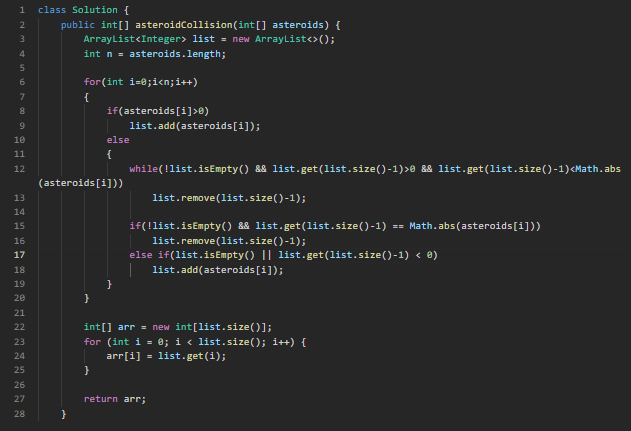 1 class Solution {
2 public int[] asteroidCollision(int[] asteroids) {
3 ArrayList<Integer> list = new ArrayList<>();
4 int n = asteroids.length;
5
6 for(int i=0;i<n;i++)
7 {
8 if(asteroids[i]>0)
9 list.add(asteroids[i]);
10 else
11 {
12 while(!list.isEmpty() && list.get(list.size()-1)>0 && list.get(list.size()-1)<Math.abs
(asteroids[i]))
13 list.remove(list.size()-1);
14
15 if(!list.isEmpty() && list.get(list.size()-1) == Math.abs(asteroids[i]))
16 list.remove(list.size()-1);
17 else if(list.isEmpty() || list.get(list.size()-1) < 0)
18 list.add(asteroids[i]);
19 }
20 }
21
22 int[] arr = new int[list.size()];
23 for (int i = 0; i < list.size(); i++) {
24 arr[i] = list.get(i);
25 }
26
27 return arr;
28 }